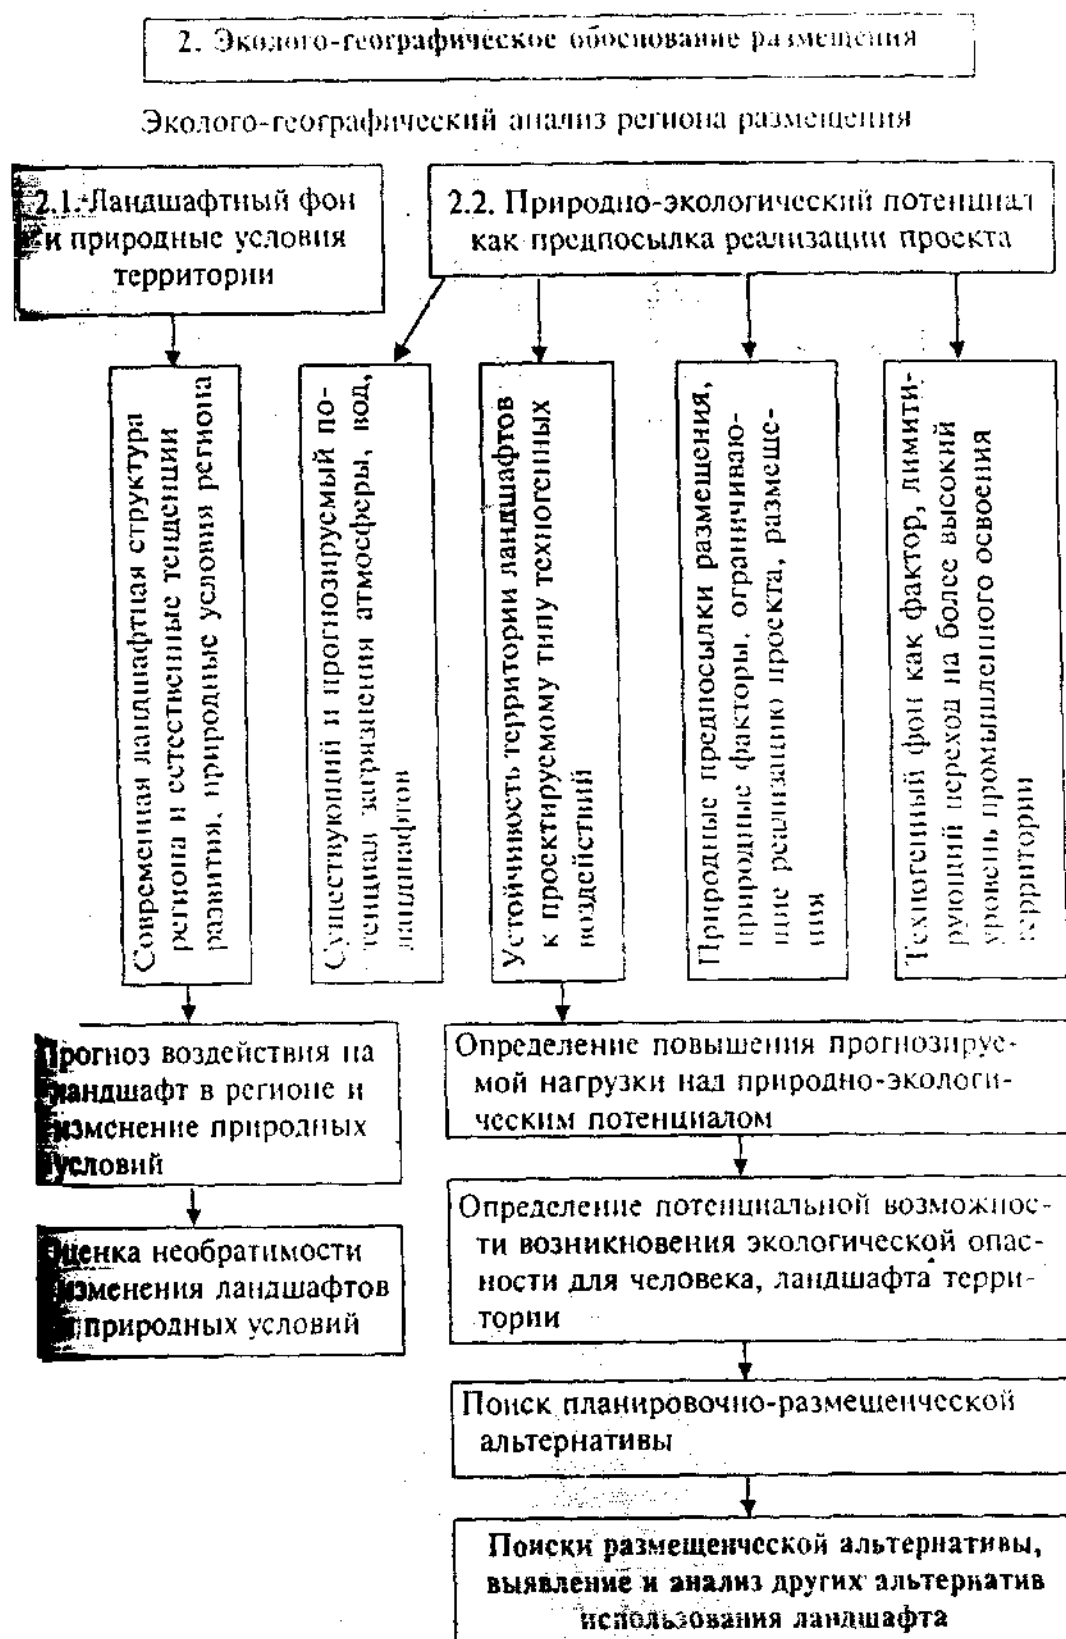 2. Эколого-географическое обоснование размещения
Эколого-географический анализ региона размещения
2.1. Ландшафтный фон
и природные условия
территории
2.2. Природно-экологический потенциал
как предпосылка реализации проекта
Современная ландшафтная структура
региона и естественные тенденции
развития, природные условия региона
Существующий и прогнозируемый по-
тенциал загрязнения атмосферы, вод,
ландшафтов
Устойчивость территории ландшафтов
к проектируемому типу техногенных
воздействий
Природные предпосылки размещения,
природные факторы, ограничиваю-
щие реализацию проекта, размеще-
ния
Техногенный фон как фактор, лимити-
рующий переход на более высокий
уровень промышленного освоения
территории
Прогноз воздействия на
ландшафт в регионе и
изменение природных
условий
Оценка необратимости
изменения ландшафтов
и природных условий
Определение повышения прогнозируе-
мой нагрузки над природно-экологи-
ческим потенциалом
Определение потенциальной возможнос-
ти возникновения экологической опас-
ности для человека, ландшафта терри-
тории
Поиск планировочно-размещенческой
альтернативы
Поиски размещенческой альтернативы,
выявление и анализ других альтернатив
использования ландшафта